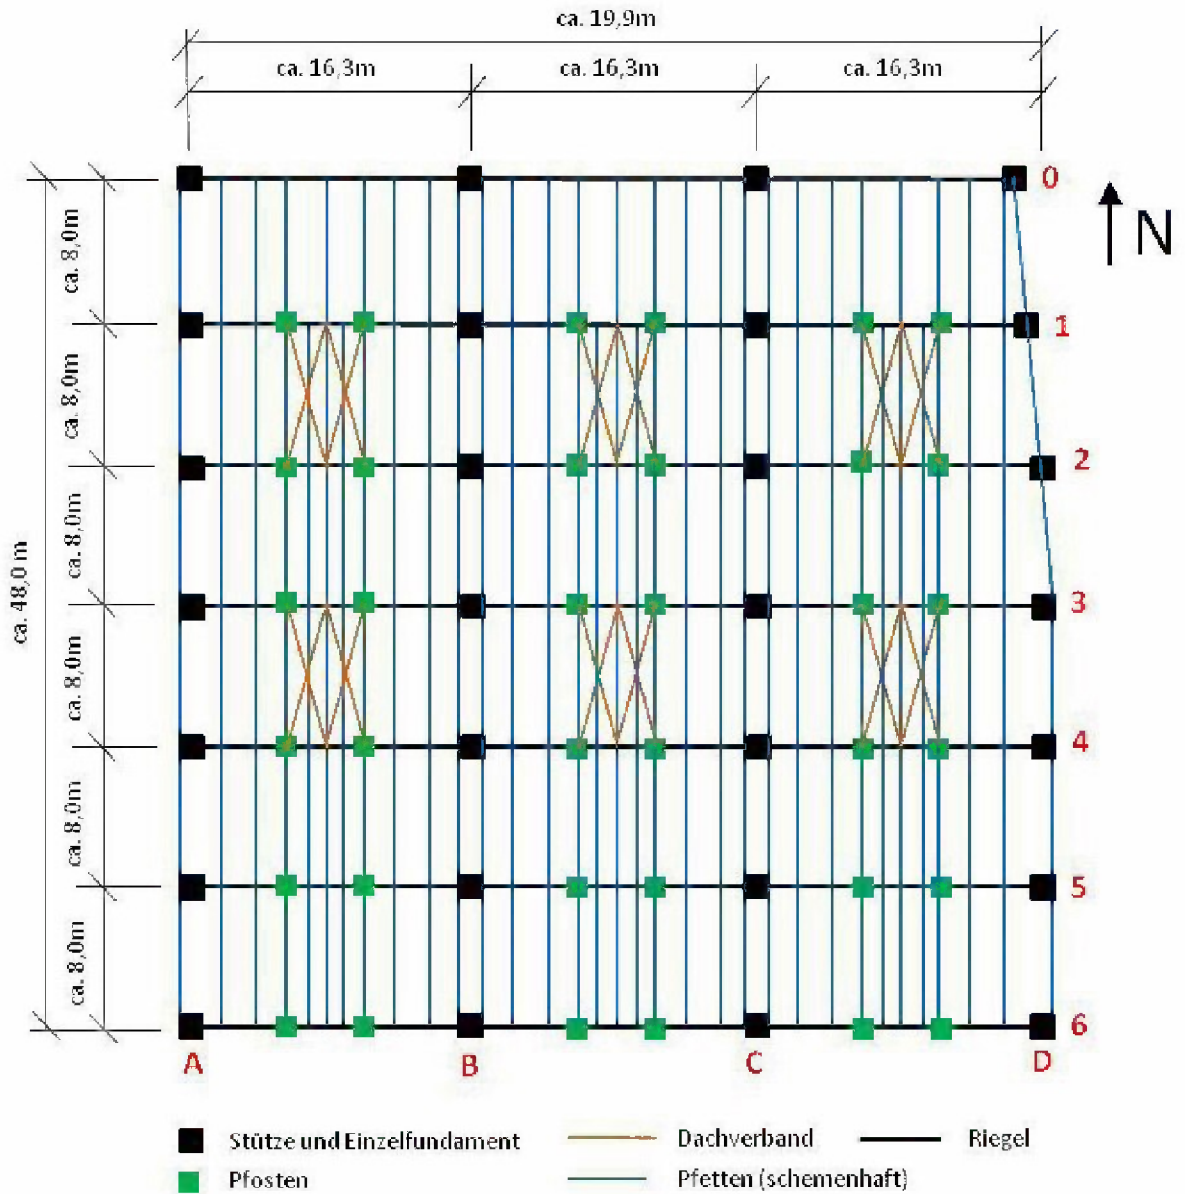 ca. 19,9m
ca. 16,3m ca. 16,3m ca. 16,3m
0
N
ca. 8,0m
1
ca. 8,0m
2
ca. 8,0m
ca. 48,0 m
3
ca. 8,0m
4
ca. 8,0m
5
ca. 8,0m
6
A B C D
Stütze und Einzelfundament Dachverband Riegel
Pfosten Pfetten (schemenhaft)